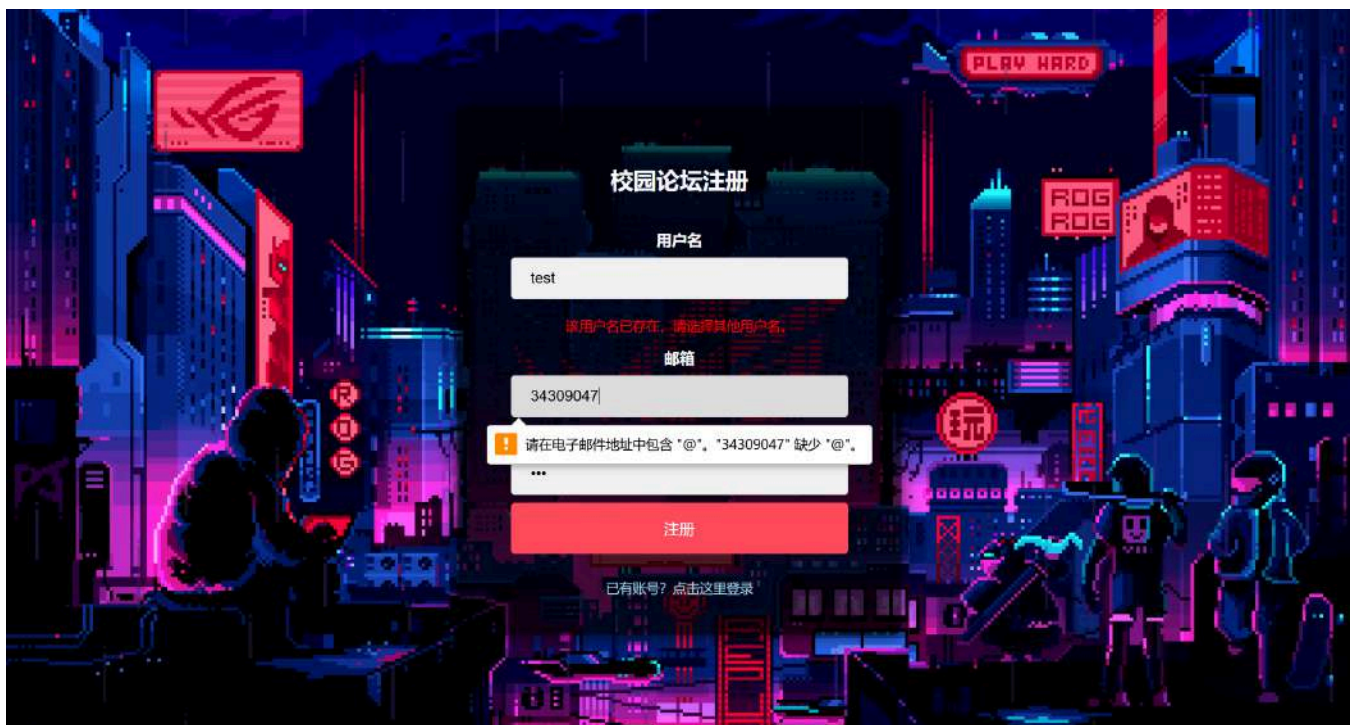 PLAY HARD
校园论坛注册
ROG
ROG
用户名
test
该用户名已存在，请选择其他用户名。
邮箱
34309047
R
O
G
玩
请在电子邮件地址中包含 "@"。"34309047" 缺少 "@"。
•••
注册
已有账号？点击这里登录